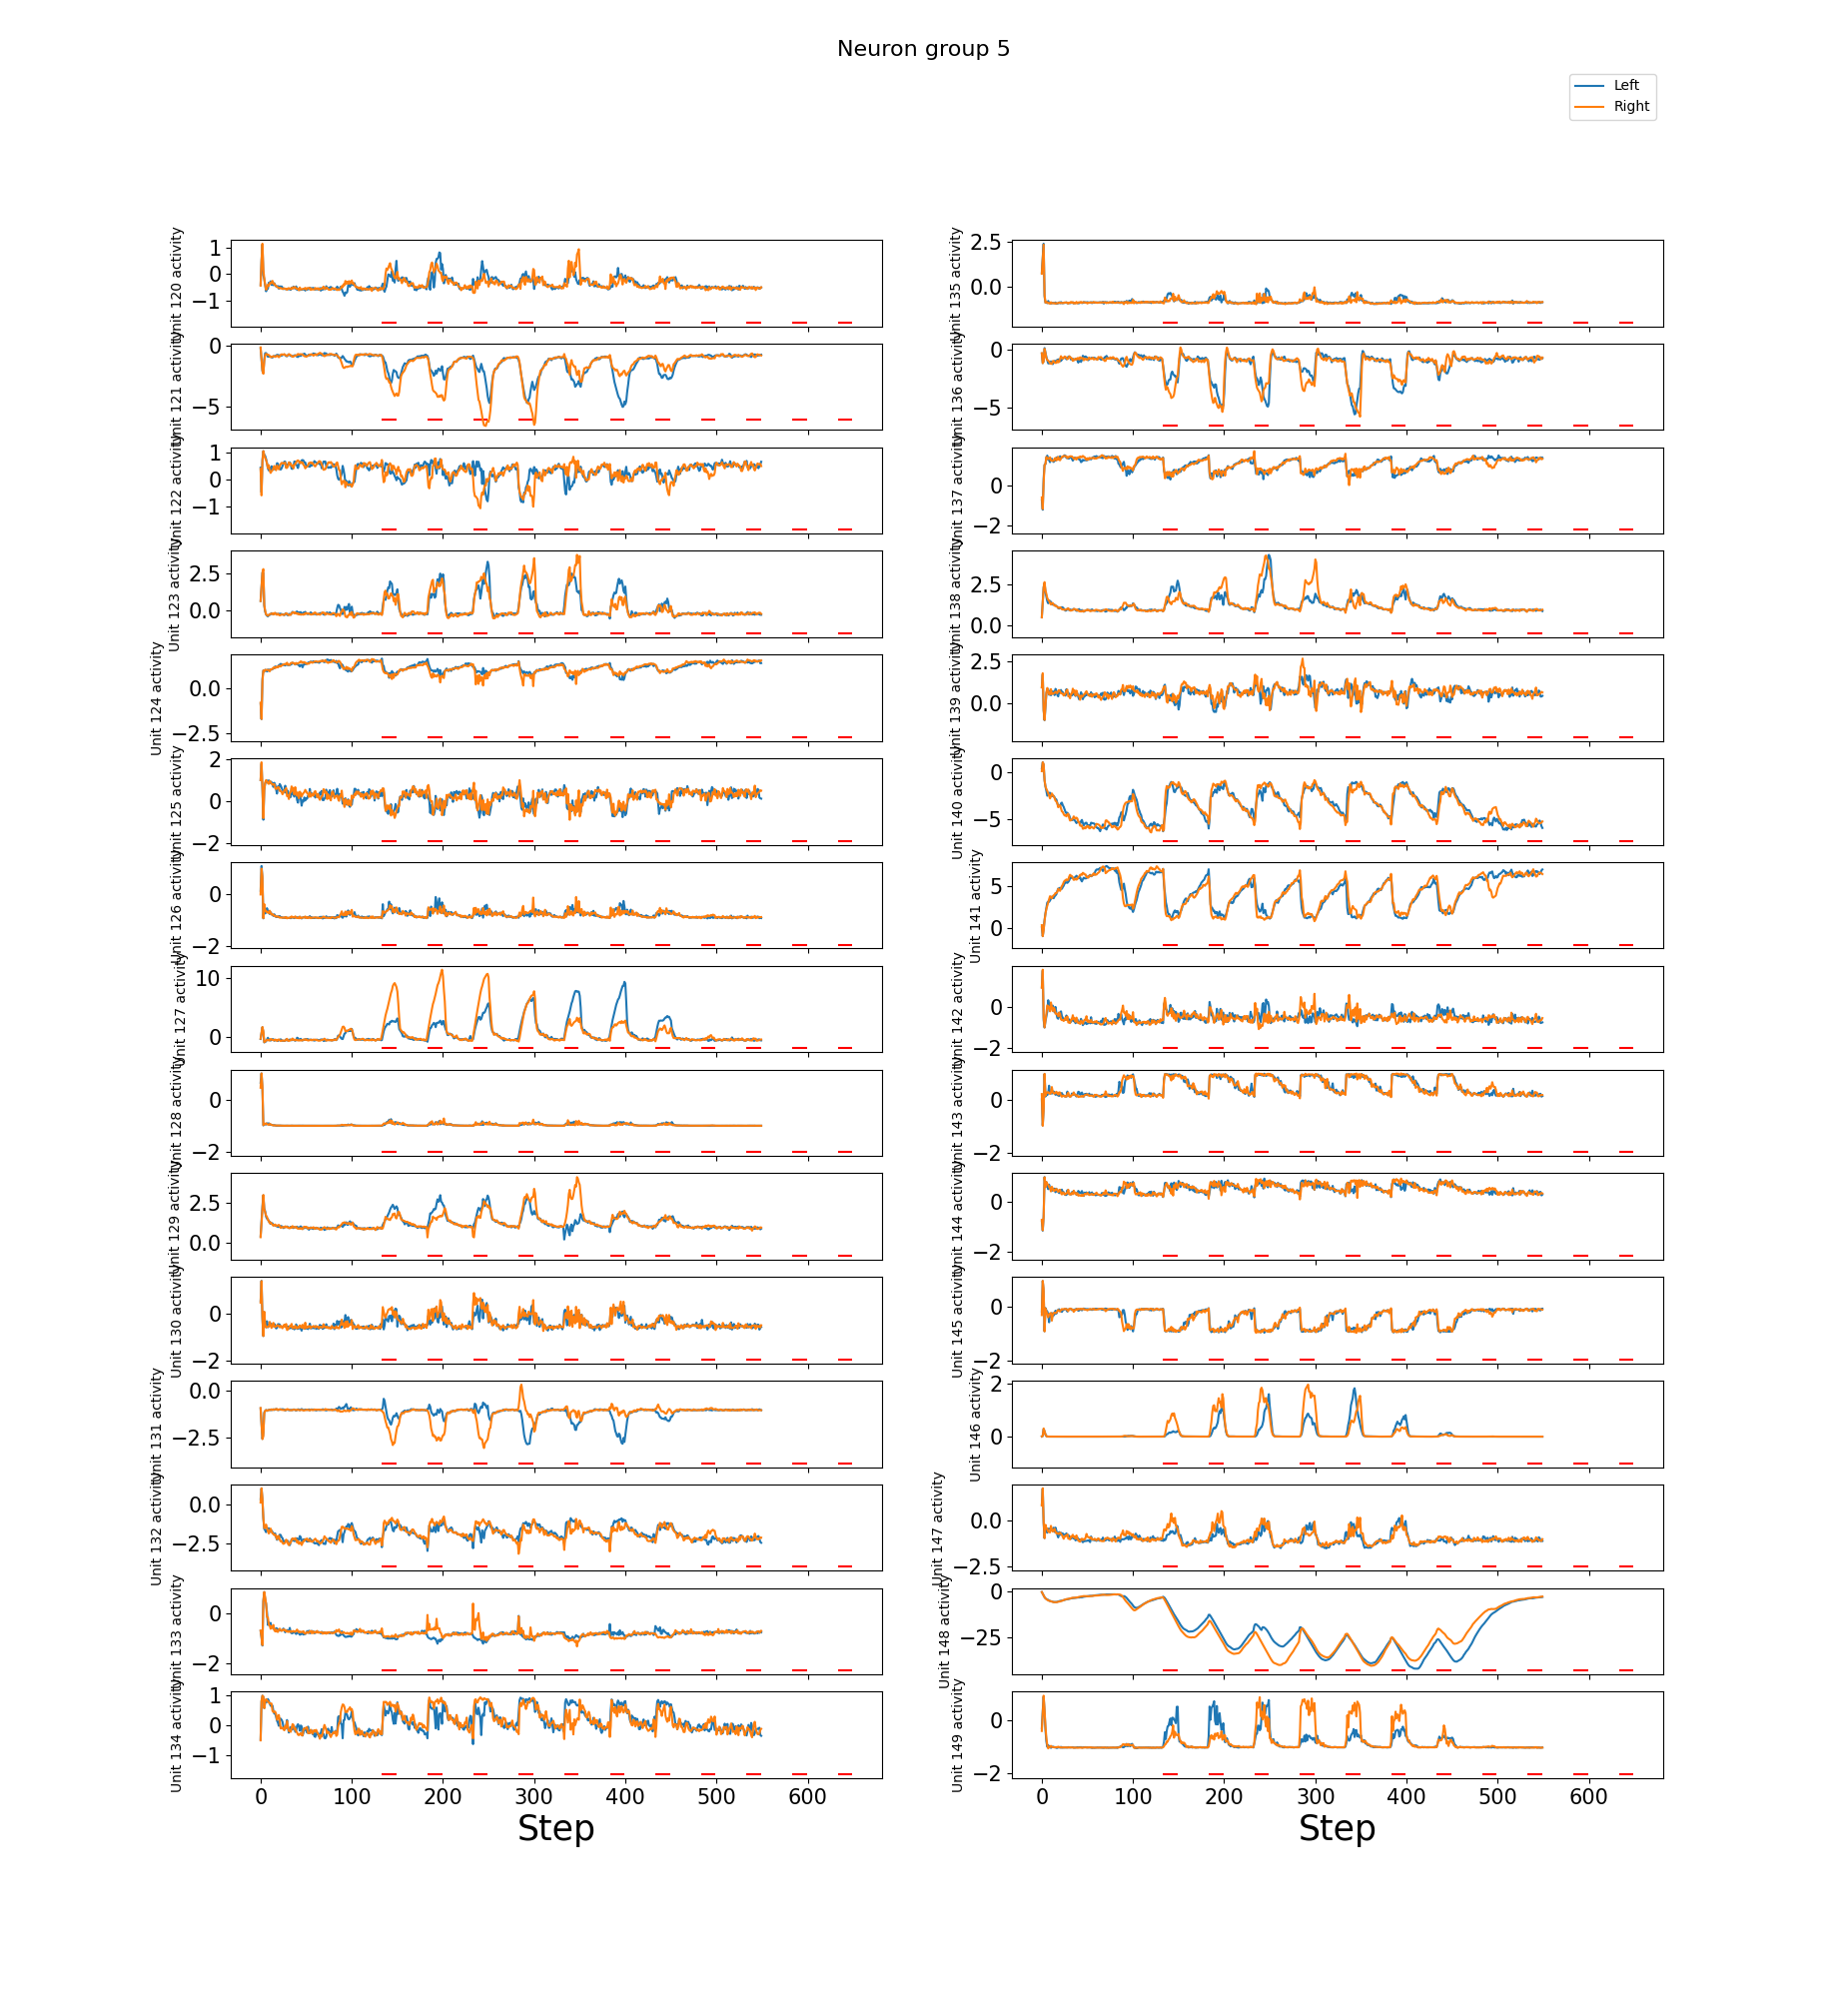 Neuron group 5
Left
Right
Unit 120 activity
1
0
−1
Unit 121 activity
0
−5
Unit 122 activity
1
0
−1
Unit 123 activity
2.5
0.0
Unit 124 activity
0.0
−2.5
Unit 125 activity
2
0
−2
Unit 126 activity
0
−2
Unit 127 activity
10
0
Unit 128 activity
0
−2
Unit 129 activity
2.5
0.0
Unit 130 activity
0
−2
Unit 131 activity
0.0
−2.5
Unit 132 activity
0.0
−2.5
Unit 133 activity
0
−2
Unit 134 activity
1
0
−1
0 100 200 300 400 500 600
Step
Unit 135 activity
2.5
0.0
Unit 136 activity
0
−5
Unit 137 activity
0
−2
Unit 138 activity
2.5
0.0
Unit 139 activity
2.5
0.0
Unit 140 activity
0
−5
Unit 141 activity
5
0
Unit 142 activity
0
−2
Unit 143 activity
0
−2
Unit 144 activity
0
−2
Unit 145 activity
0
−2
Unit 146 activity
2
0
Unit 147 activity
0.0
−2.5
Unit 148 activity
0
−25
Unit 149 activity
0
−2
0 100 200 300 400 500 600
Step